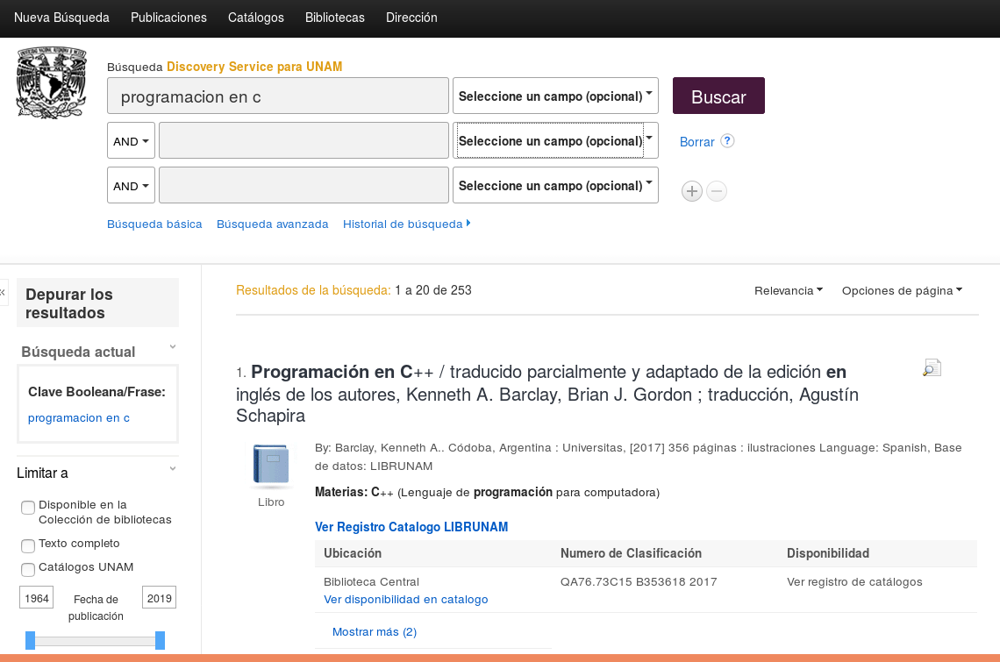 Nueva Búsqueda Publicaciones Catálogos Bibliotecas Dirección
Búsqueda Discovery Service para UNAM
programacion en c Seleccione un campo (opcional) Buscar
AND Seleccione un campo (opcional) Borrar ?
AND Seleccione un campo (opcional)
Búsqueda básica Búsqueda avanzada Historial de búsqueda
«
Depurar los
resultados
Búsqueda actual
Clave Booleana/Frase:
programacion en c
Limitar a
Disponible en la
Colección de bibliotecas
Texto completo
Catálogos UNAM
1964 Fecha de 2019
publicación
Resultados de la búsqueda: 1 a 20 de 253 Relevancia Opciones de página
1. Programación en C++ / traducido parcialmente y adaptado de la edición en
inglés de los autores, Kenneth A. Barclay, Brian J. Gordon ; traducción, Agustín
Schapira
Libro
By: Barclay, Kenneth A.. Códoba, Argentina : Universitas, [2017] 356 páginas : ilustraciones Language: Spanish, Base
de datos: LIBRUNAM
Materias: C++ (Lenguaje de programación para computadora)
Ver Registro Catalogo LIBRUNAM
Ubicación Numero de Clasificación Disponibilidad
Biblioteca Central QA76.73C15 B353618 2017 Ver registro de catálogos
Ver disponibilidad en catalogo
Mostrar más (2)